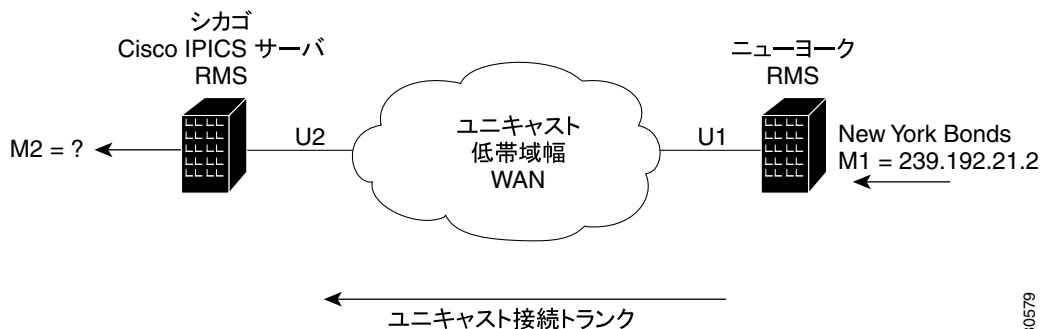 シカゴ
Cisco IPICS サーバ
RMS
ニューヨーク
RMS
M2 = ?
U2
ユニキャスト
低帯域幅
WAN
U1
New York Bonds
M1 = 239.192.21.2
ユニキャスト接続トランク